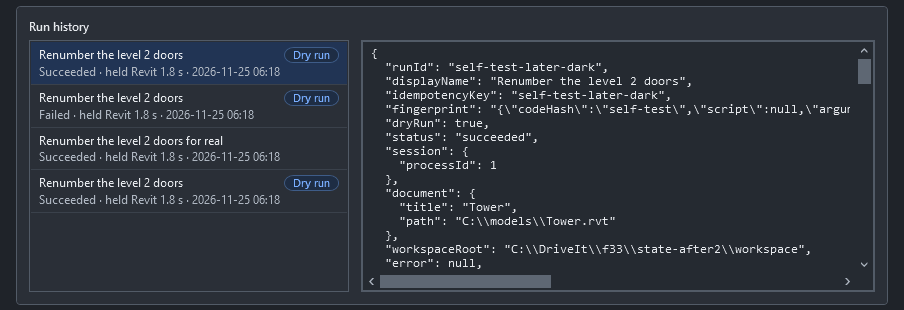 Run history
Renumber the level 2 doors
Dry run
Succeeded · held Revit 1.8 s · 2026-11-25 06:18
Renumber the level 2 doors
Dry run
Failed · held Revit 1.8 s · 2026-11-25 06:18
Renumber the level 2 doors for real
Succeeded · held Revit 1.8 s · 2026-11-25 06:18
Renumber the level 2 doors
Dry run
Succeeded · held Revit 1.8 s · 2026-11-25 06:18
{
"runId": "self-test-later-dark",
"displayName": "Renumber the level 2 doors",
"idempotencyKey": "self-test-later-dark",
"fingerprint": "{\"codeHash\":\"self-test\",\"script\":null,\"argun
"dryRun": true,
"status": "succeeded",
"session": {
"processId": 1
},
"document": {
"title": "Tower",
"path": "C:\\models\\Tower.rvt"
},
"workspaceRoot": "C:\\DriveIt\\f33\\state-after2\\workspace",
"error": null,